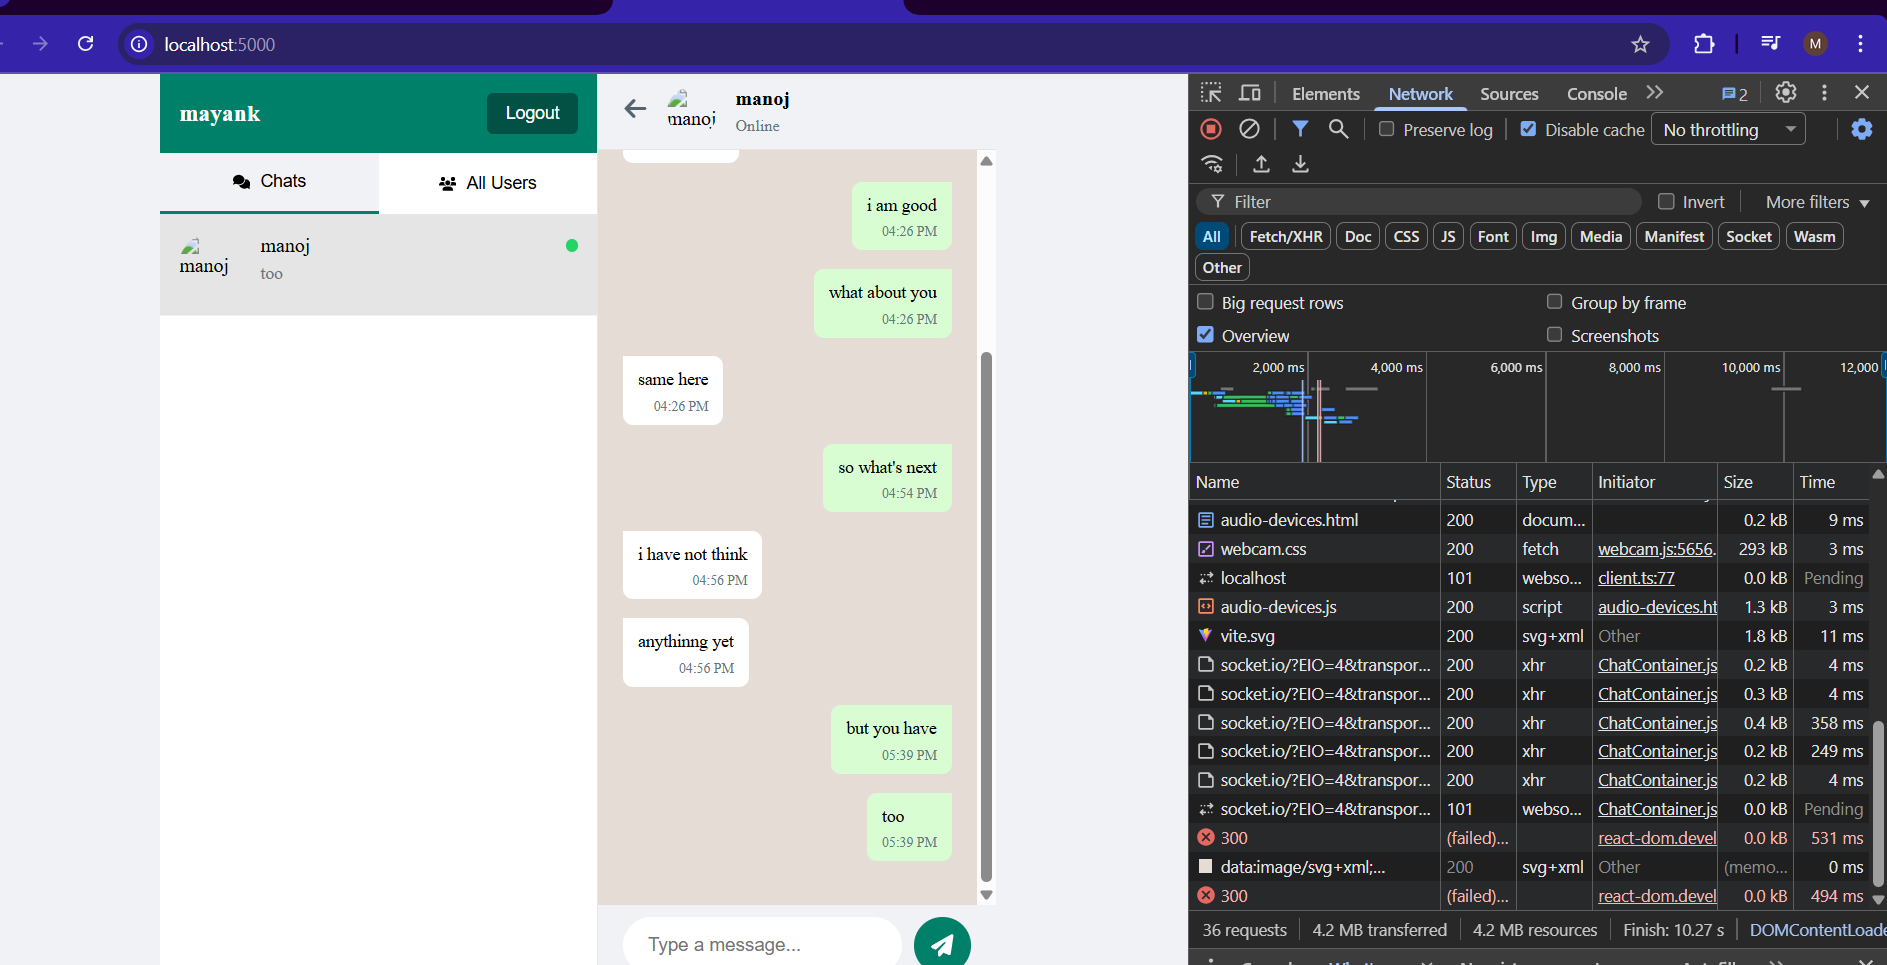 localhost:5000
M
mayank
Logout
Chats
All Users
manoj
manoj
too
manoj
manoj
Online
i am good
04:26 PM
what about you
04:26 PM
same here
04:26 PM
so what's next
04:54 PM
i have not think
04:56 PM
anythinng yet
04:56 PM
but you have
05:39 PM
too
05:39 PM
Type a message...
Elements Network Sources Console 2
Preserve log Disable cache No throttling
Filter Invert More filters
All Fetch/XHR Doc CSS JS Font Img Media Manifest Socket Wasm
Other
Big request rows Group by frame
Overview Screenshots
2,000 ms 4,000 ms 6,000 ms 8,000 ms 10,000 ms 12,000
Name Status Type Initiator Size Time
audio-devices.html 200 docum... 0.2 kB 9 ms
webcam.css 200 fetch webcam.js:5656. 293 kB 3 ms
localhost 101 webso... client.ts:77 0.0 kB Pending
audio-devices.js 200 script audio-devices.ht 1.3 kB 3 ms
vite.svg 200 svg+xml Other 1.8 kB 11 ms
socket.io/?EIO=4&transpor... 200 xhr ChatContainer.js 0.2 kB 4 ms
socket.io/?EIO=4&transpor... 200 xhr ChatContainer.js 0.3 kB 4 ms
socket.io/?EIO=4&transpor... 200 xhr ChatContainer.js 0.4 kB 358 ms
socket.io/?EIO=4&transpor... 200 xhr ChatContainer.js 0.2 kB 249 ms
socket.io/?EIO=4&transpor... 200 xhr ChatContainer.js 0.2 kB 4 ms
socket.io/?EIO=4&transpor... 101 webso... ChatContainer.js 0.0 kB Pending
300 (failed)... react-dom.devel 0.0 kB 531 ms
data:image/svg+xml;... 200 svg+xml Other (memo... 0 ms
300 (failed)... react-dom.devel 0.0 kB 494 ms
36 requests 4.2 MB transferred 4.2 MB resources Finish: 10.27 s DOMContentLoade